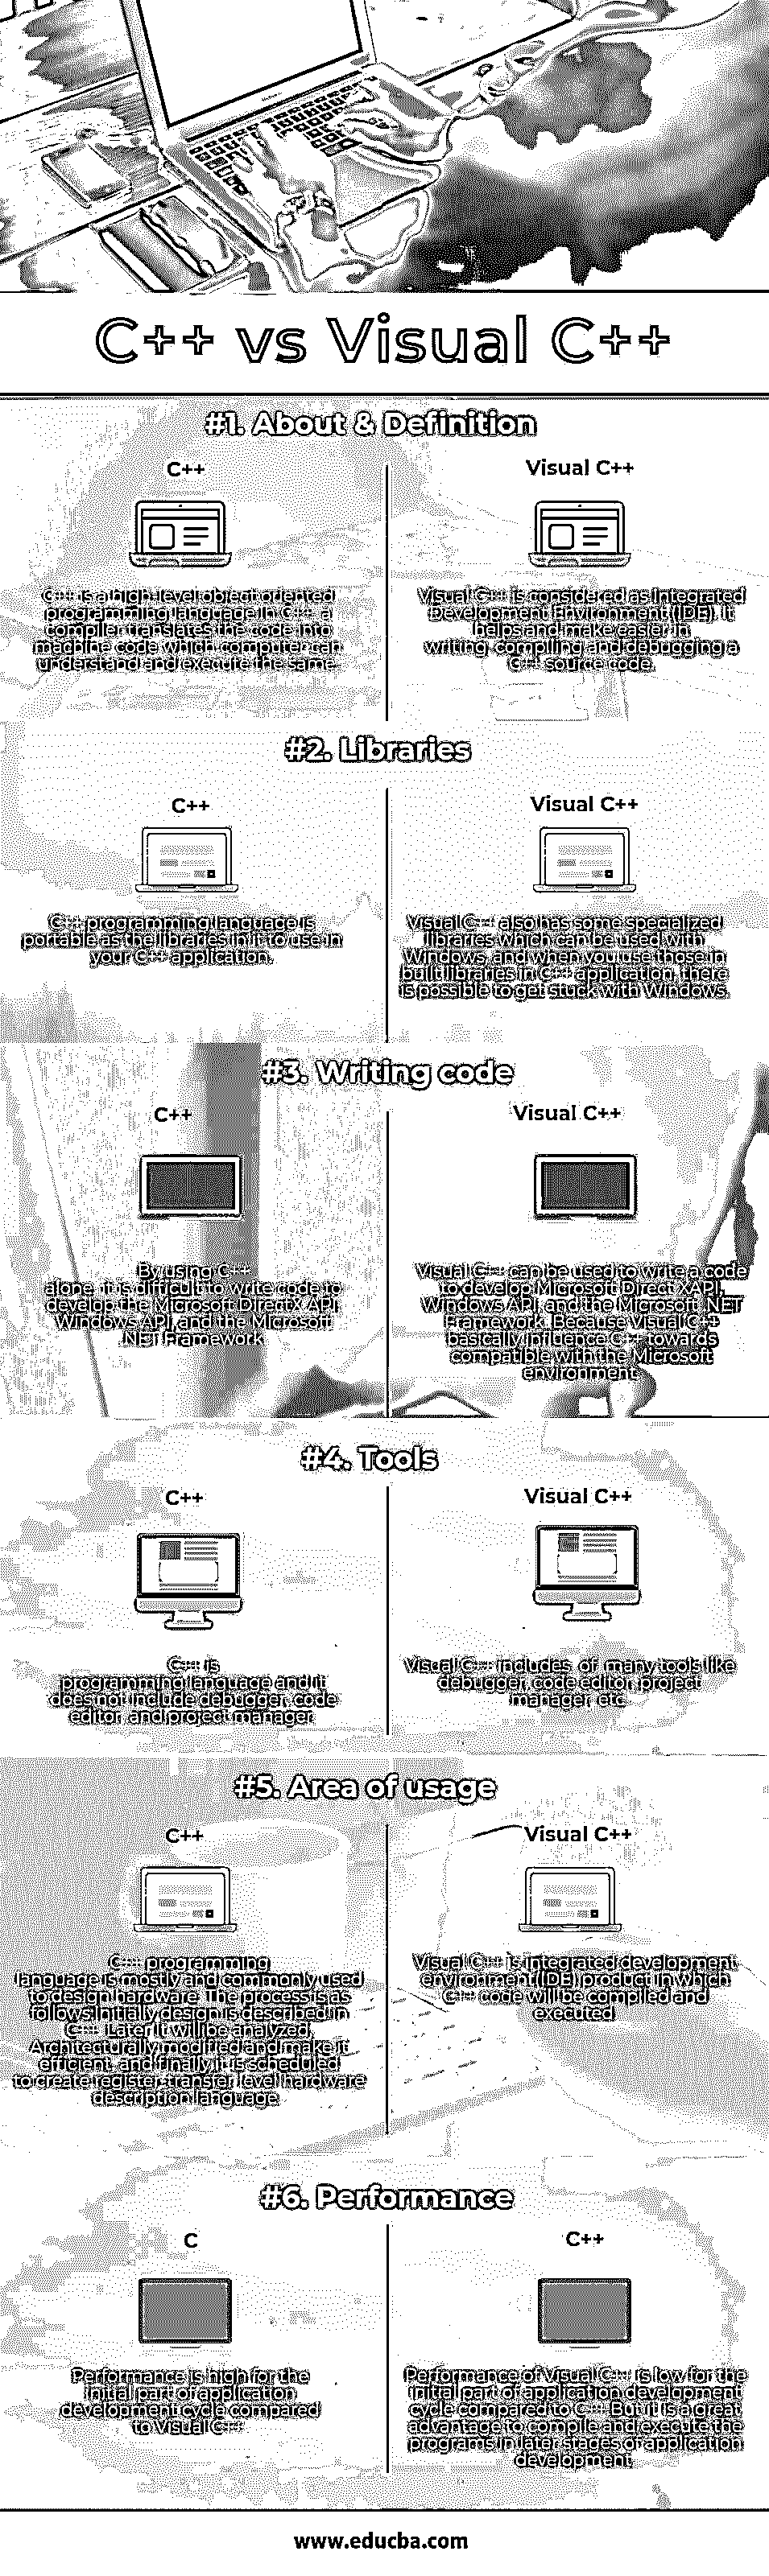 C++ vs Visual C++
#1. About & Definition
C++
C++ is a high-level object oriented
programming language in C++ a
compiler translates the code into
machine code which computer can
understand and execute the same.
Visual C++
Visual C++ is considered as Integrated
Development Environment (IDE), it
helps and make easier in
writing, compiling and debugging a
C++ source code.
#2. Libraries
C++
C++ programming language is
portable as the libraries in it to use in
your C++ application.
Visual C++
Visual C++ also has some specialized
libraries which can be used with
Windows, and when you use those in
built libraries in C++ application, there
is possible to get stuck with Windows.
#3. Writing code
C++
By using C++
alone, it is difficult to write code to
develop the Microsoft DirectX API,
Windows API, and the Microsoft
.NET Framework.
Visual C++
Visual C++ can be used to write a code
to develop Microsoft Direct XAPI,
Windows API, and the Microsoft .NET
Framework. Because Visual C++
basically influence C++ towards
compatible with the Microsoft
environment.
#4. Tools
C++
C++ is
programming language and it
does not include debugger, code
editor, and project manager.
Visual C++
Visual C++ includes of many tools like
debugger, code editor, project
manager, etc.
#5. Area of usage
C++
C++ programming
language is mostly and commonly used
to design hardware. The process is as
follows Initially design is described in
C++. Later it will be analyzed,
Architecturally modified and make it
efficient, and finally it is scheduled
to create register-transfer level hardware
description language.
Visual C++
Visual C++ is integrated development
environment(IDE) product in which
C++ code will be compiled and
executed.
#6. Performance
C
Performance is high for the
initial part of application
development cycle compared
to Visual C++.
C++
Performance of Visual C++ is low for the
initial part of application development
cycle compared to C++. But it is a great
advantage to compile and execute the
programs in later stages of application
development.
www.educba.com